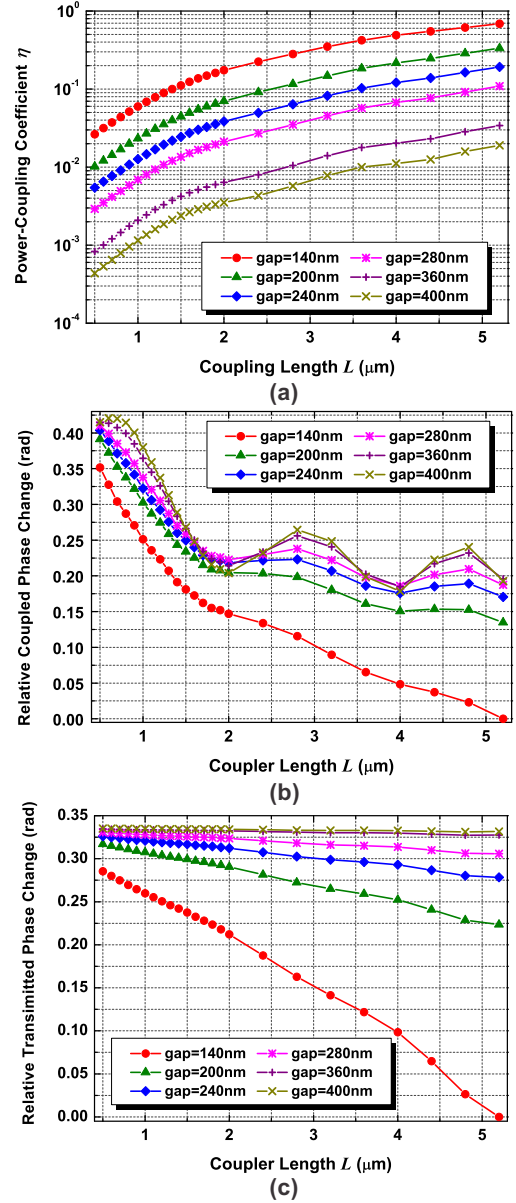 (a)
10⁰
10⁻¹
10⁻²
10⁻³
10⁻⁴
Power-Coupling Coefficient η
gap=140nm gap=280nm
gap=200nm gap=360nm
gap=240nm gap=400nm
1 2 3 4 5
Coupling Length L (μm)
(a)
0.40
0.35
0.30
0.25
0.20
0.15
0.10
0.05
0.00
Relative Coupled Phase Change (rad)
gap=140nm gap=280nm
gap=200nm gap=360nm
gap=240nm gap=400nm
1 2 3 4 5
Coupler Length L (μm)
(b)
0.35
0.30
0.25
0.20
0.15
0.10
0.05
0.00
Relative Transimitted Phase Change (rad)
gap=140nm gap=280nm
gap=200nm gap=360nm
gap=240nm gap=400nm
1 2 3 4 5
Coupler Length L (μm)
(c)